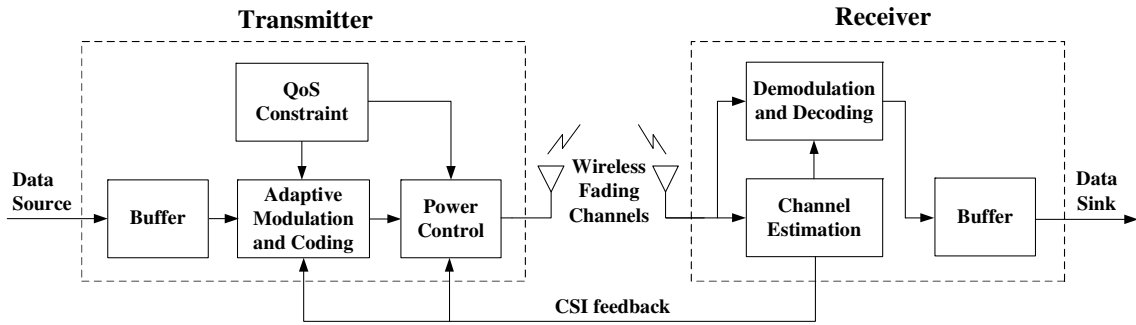 Transmitter
Receiver
QoS
Constraint
Demodulation
and Decoding
Data
Source
Buffer
Adaptive
Modulation
and Coding
Power
Control
Wireless
Fading
Channels
Channel
Estimation
Buffer
Data
Sink
CSI feedback